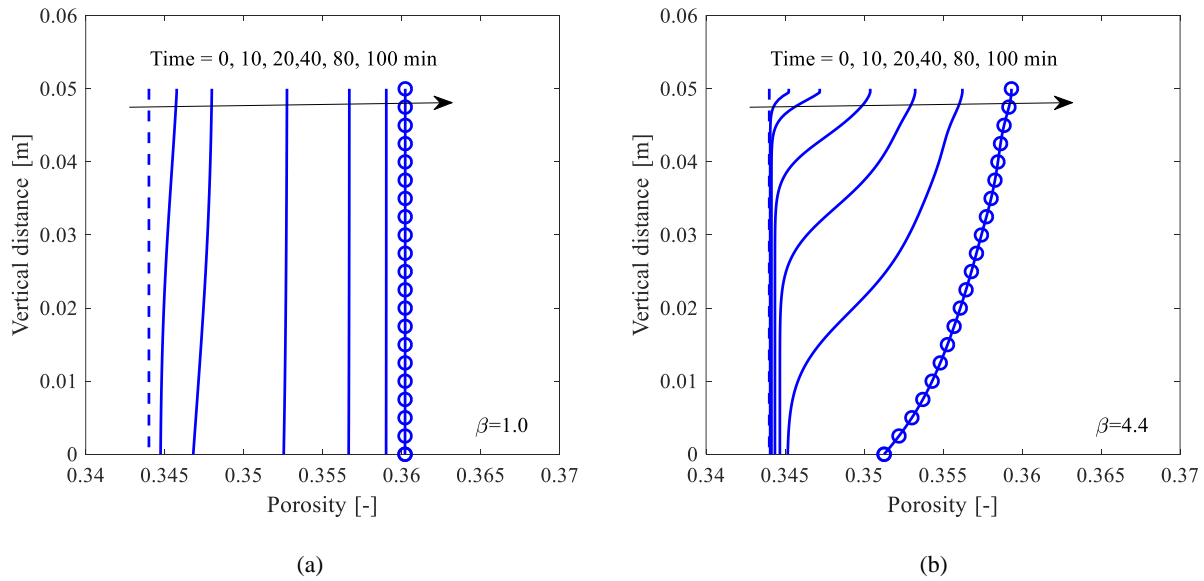 0.06
0.05
0.04
0.03
0.02
0.01
0
Vertical distance [m]
Time = 0, 10, 20,40, 80, 100 min
β=1.0
0.34 0.345 0.35 0.355 0.36 0.365 0.37
Porosity [-]
(a)
0.06
0.05
0.04
0.03
0.02
0.01
0
Vertical distance [m]
Time = 0, 10, 20,40, 80, 100 min
β=4.4
0.34 0.345 0.35 0.355 0.36 0.365 0.37
Porosity [-]
(b)